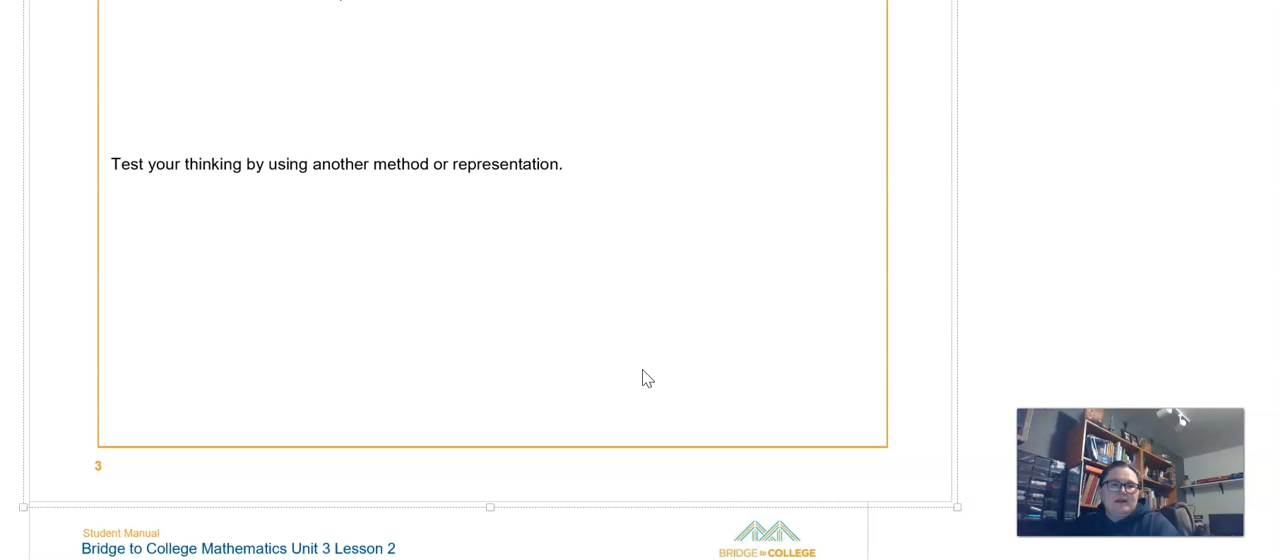 Test your thinking by using another method or representation.
3
Student Manual
Bridge to College Mathematics Unit 3 Lesson 2
BRIDGE to COLLEGE